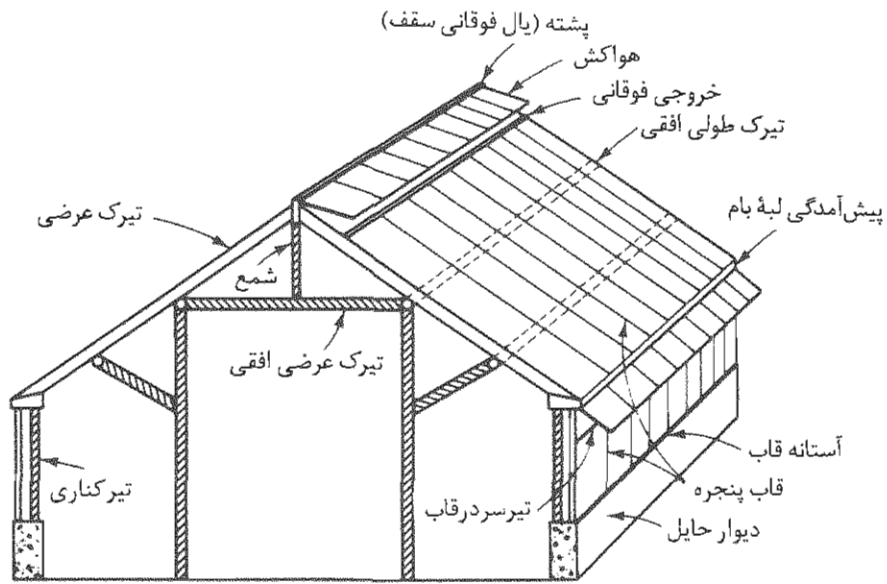 پشته (یال فوقانی سقف)
هواکش
خروجی فوقانی
تیرک طولی افقی
پیش‌آمدگی لبهٔ بام
تیرک عرضی
شمع
تیرک عرضی افقی
تیرکناری
تیرسردرقاب
آستانه قاب
قاب پنجره
دیوار حایل